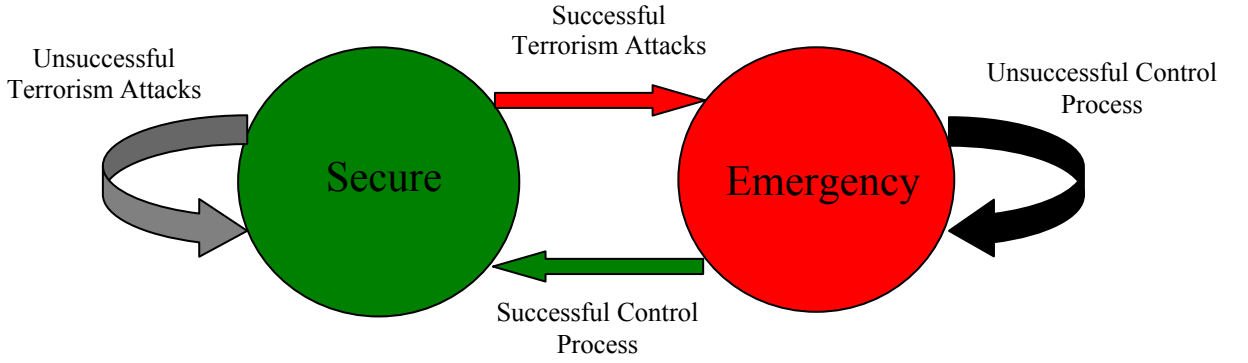 Unsuccessful
Terrorism Attacks
Successful
Terrorism Attacks
Unsuccessful Control
Process
Secure
Emergency
Successful Control
Process